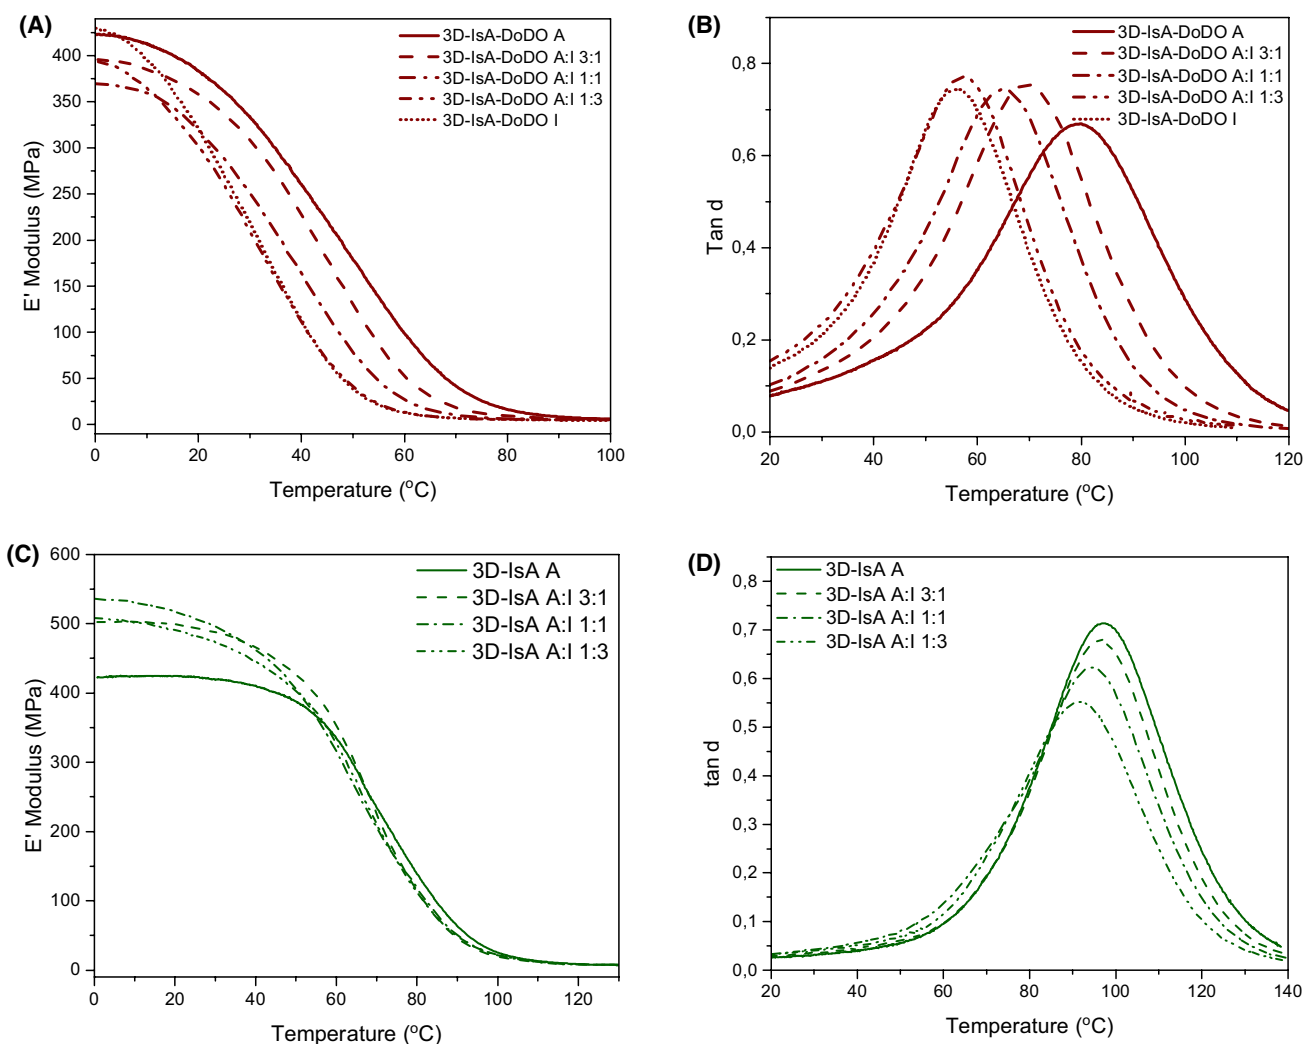 (A)
3D-IsA-DoDO A
3D-IsA-DoDO A:I 3:1
3D-IsA-DoDO A:I 1:1
3D-IsA-DoDO A:I 1:3
3D-IsA-DoDO I
400
350
300
250
200
150
100
50
0
E' Modulus (MPa)
0 20 40 60 80 100
Temperature (°C)
(B)
3D-IsA-DoDO A
3D-IsA-DoDO A:I 3:1
3D-IsA-DoDO A:I 1:1
3D-IsA-DoDO A:I 1:3
3D-IsA-DoDO I
0,8
0,6
0,4
0,2
0,0
Tan d
20 40 60 80 100 120
Temperature (°C)
(C)
3D-IsA A
3D-IsA A:I 3:1
3D-IsA A:I 1:1
3D-IsA A:I 1:3
600
500
400
300
200
100
0
E' Modulus (MPa)
0 20 40 60 80 100 120
Temperature (°C)
(D)
3D-IsA A
3D-IsA A:I 3:1
3D-IsA A:I 1:1
3D-IsA A:I 1:3
0,8
0,7
0,6
0,5
0,4
0,3
0,2
0,1
0,0
tan d
20 40 60 80 100 120 140
Temperature (°C)